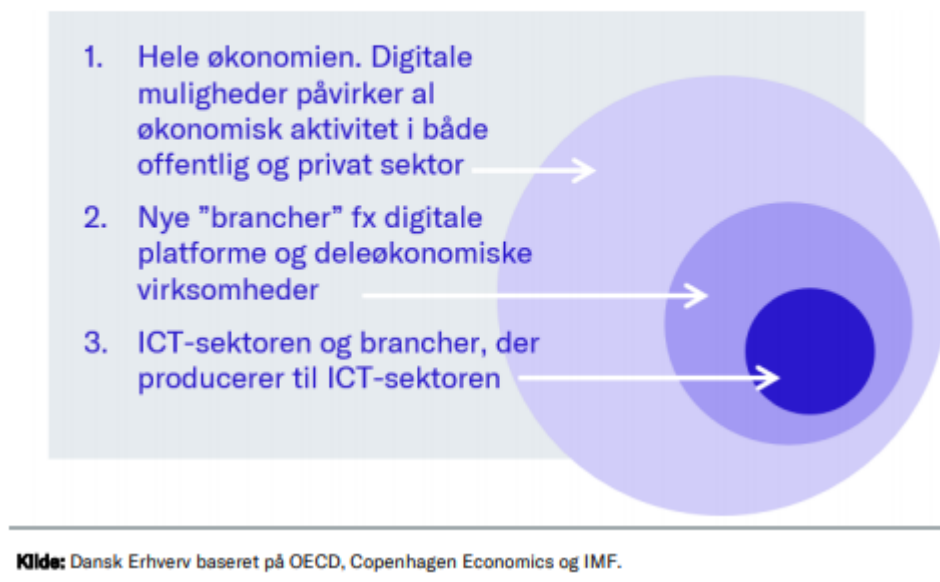 1. Hele økonomien. Digitale
muligheder påvirker al
økonomisk aktivitet i både
offentlig og privat sektor
2. Nye ”brancher” fx digitale
platforme og deleøkonomiske
virksomheder
3. ICT-sektoren og brancher, der
producerer til ICT-sektoren
Kilde: Dansk Erhverv baseret på OECD, Copenhagen Economics og IMF.